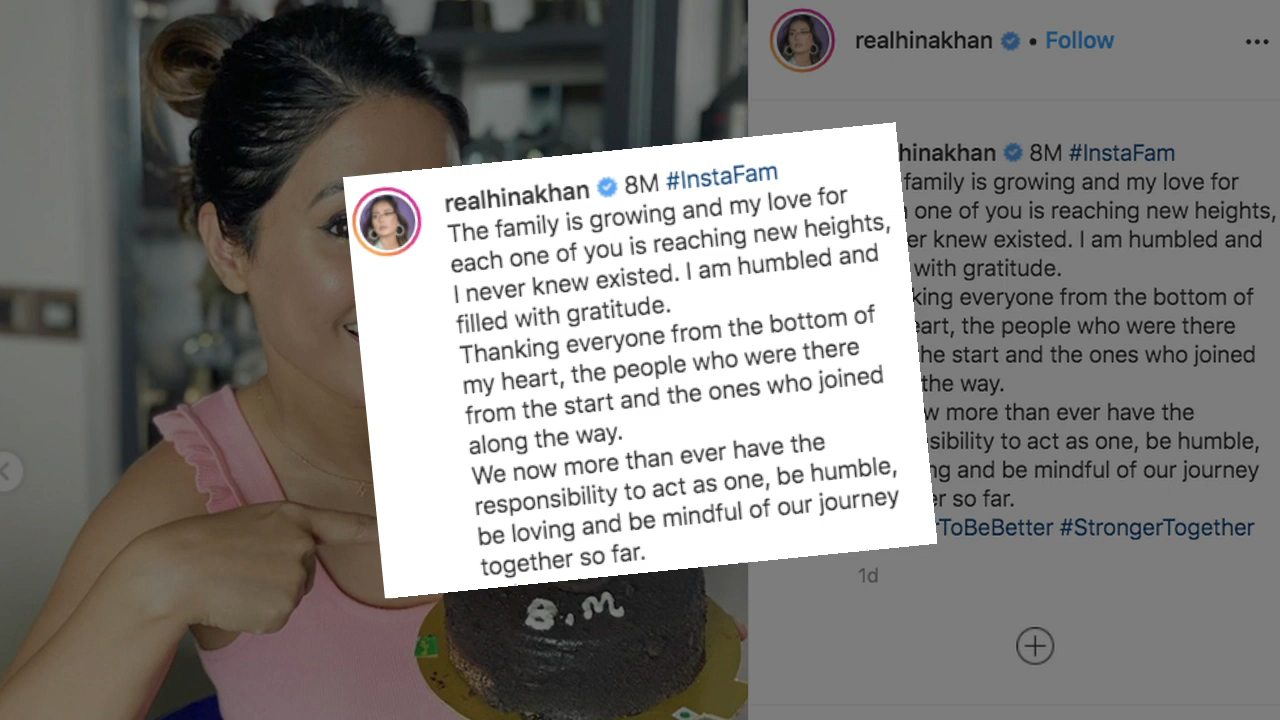 realhinakhan • Follow
hinakhan 8M #InstaFam
family is growing and my love for
one of you is reaching new heights,
er knew existed. I am humbled and
with gratitude.
king everyone from the bottom of
eart, the people who were there
he start and the ones who joined
the way.
w more than ever have the
sibility to act as one, be humble,
ng and be mindful of our journey
er so far.
rToBeBetter #StrongerTogether
1d
realhinakhan 8M #InstaFam
The family is growing and my love for
each one of you is reaching new heights,
I never knew existed. I am humbled and
filled with gratitude.
Thanking everyone from the bottom of
my heart, the people who were there
from the start and the ones who joined
along the way.
We now more than ever have the
responsibility to act as one, be humble,
be loving and be mindful of our journey
together so far.
8.M